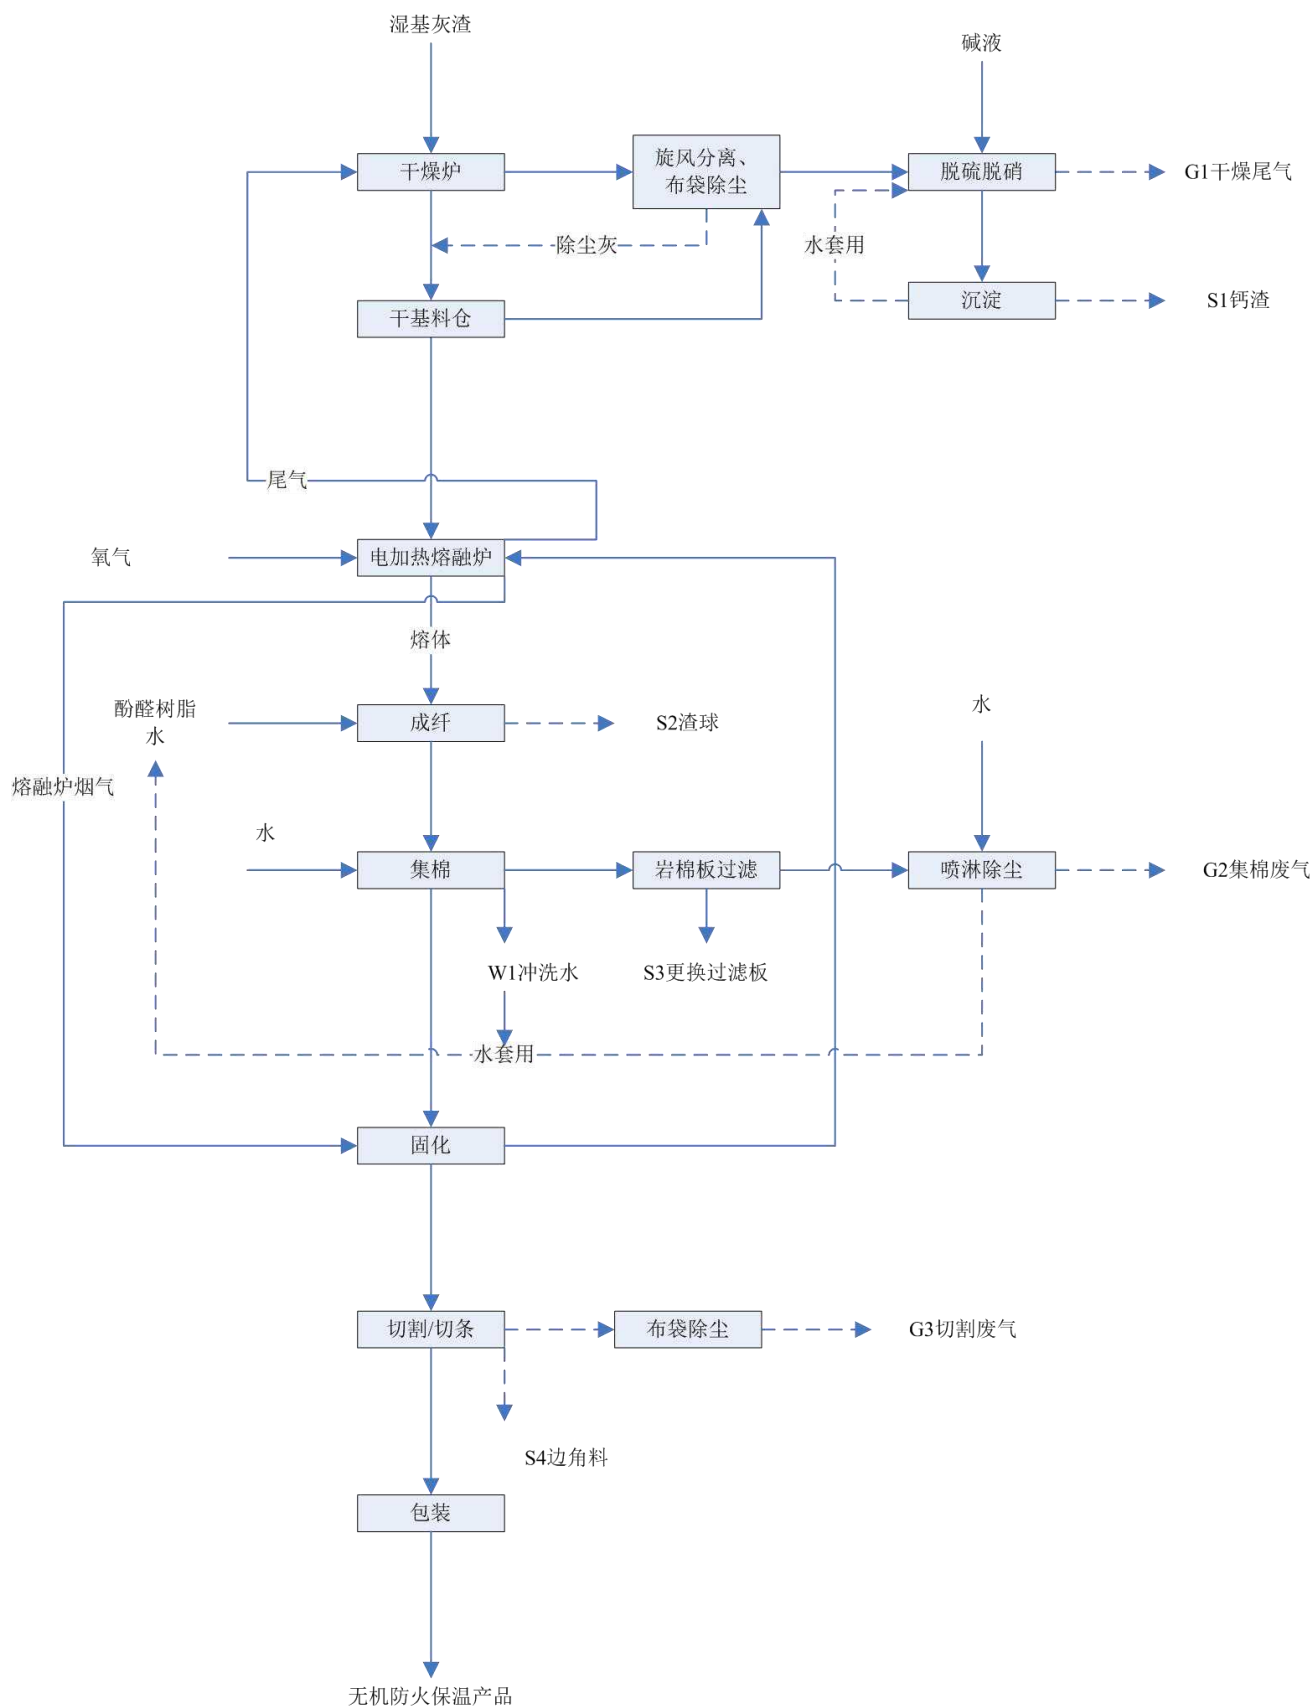 湿基灰渣
碱液
干燥炉
旋风分离、
布袋除尘
脱硫脱硝
G1干燥尾气
除尘灰
水套用
干基料仓
沉淀
S1钙渣
尾气
氧气
电加热熔融炉
熔体
酚醛树脂
水
成纤
S2渣球
水
熔融炉烟气
水
集棉
岩棉板过滤
喷淋除尘
G2集棉废气
W1冲洗水
S3更换过滤板
水套用
固化
切割/切条
布袋除尘
G3切割废气
S4边角料
包装
无机防火保温产品